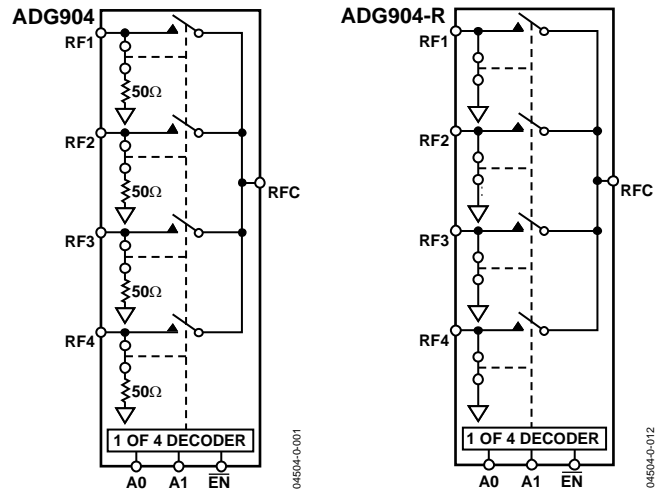 ADG904
RF1
50Ω
RF2
50Ω
RF3
50Ω
RF4
50Ω
RFC
1 OF 4 DECODER
A0 A1 EN
04504-0-001
ADG904-R
RF1
RF2
RF3
RF4
RFC
1 OF 4 DECODER
A0 A1 EN
04504-0-012